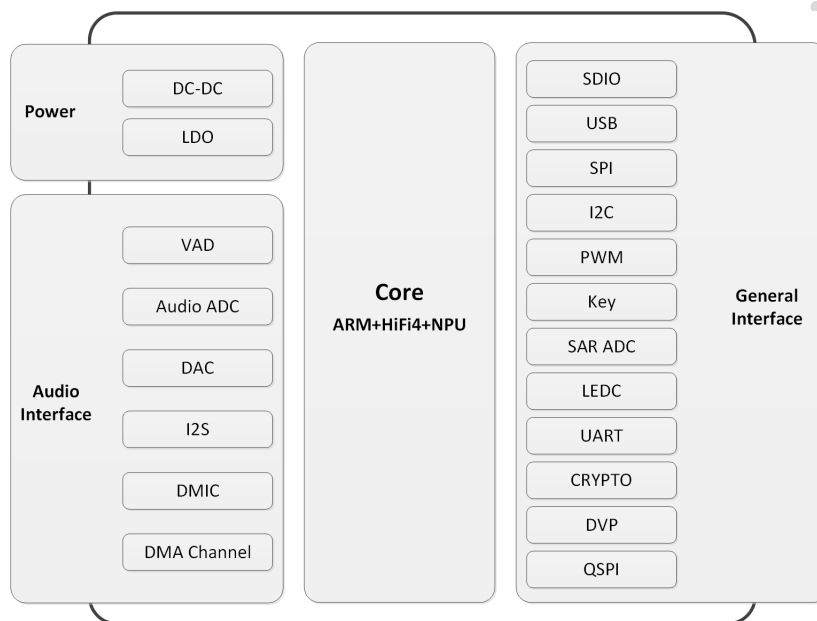 Power
DC-DC
LDO
Audio
Interface
VAD
Audio ADC
DAC
I2S
DMIC
DMA Channel
Core
ARM+HiFi4+NPU
SDIO
USB
SPI
I2C
PWM
Key
SAR ADC
LEDC
UART
CRYPTO
DVP
QSPI
General
Interface